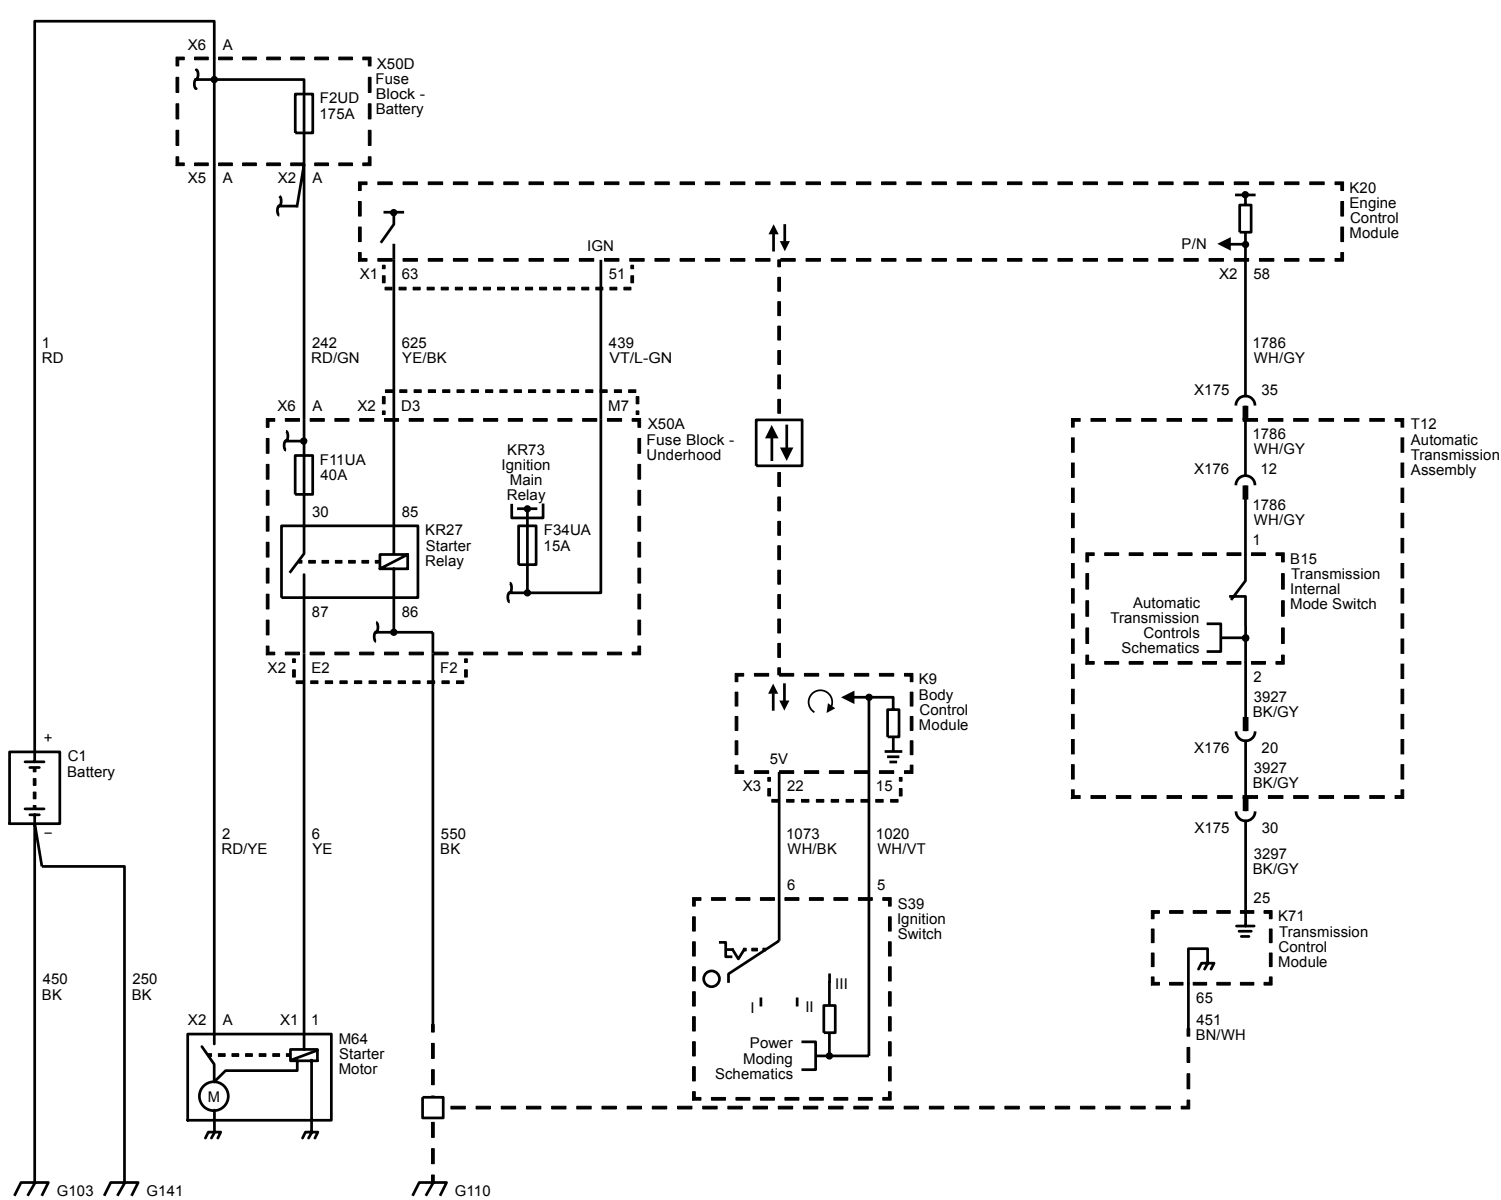 X6 A
X50D
Fuse
Block -
Battery
F2UD
175A
X5 A
X2 A
K20
Engine
Control
Module
IGN
P/N
X1 63
51
X2 58
1
RD
242
RD/GN
625
YE/BK
439
VT/L-GN
1786
WH/GY
X175 35
X6 A
X2 D3
M7
X50A
Fuse Block -
Underhood
T12
Automatic
Transmission
Assembly
1786
WH/GY
X176 12
F11UA
40A
KR73
Ignition
Main
Relay
1786
WH/GY
30
85
KR27
Starter
Relay
F34UA
15A
1
B15
Transmission
Internal
Mode Switch
Automatic
Transmission
Controls
Schematics
87
86
X2 E2
F2
2
3927
BK/GY
K9
Body
Control
Module
5V
X176 20
3927
BK/GY
+
C1
Battery
–
X3 22
15
X175 30
2
RD/YE
6
YE
550
BK
1073
WH/BK
1020
WH/VT
3297
BK/GY
6
5
25
S39
Ignition
Switch
K71
Transmission
Control
Module
450
BK
250
BK
I
II
III
65
451
BN/WH
X2 A
X1 1
M64
Starter
Motor
M
Power
Moding
Schematics
G103
G141
G110